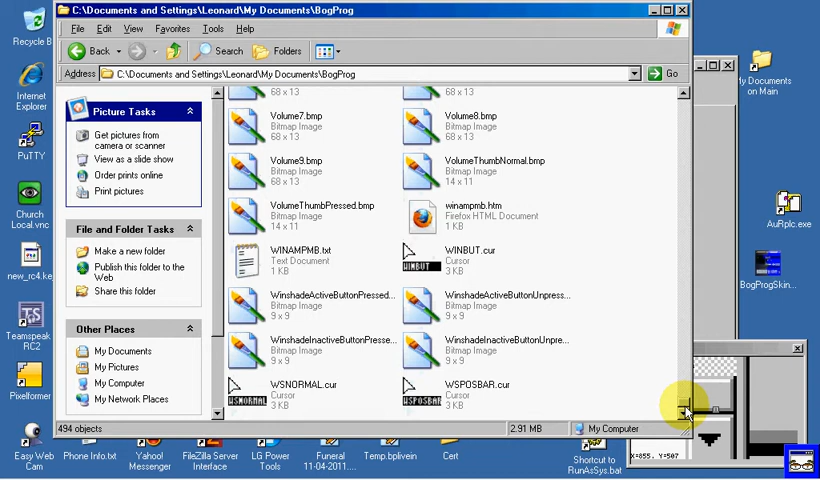 C:\Documents and Settings\Leonard\My Documents\BogProg
File Edit View Favorites Tools Help
Back Search Folders
Address C:\Documents and Settings\Leonard\My Documents\BogProg Go
Picture Tasks
Get pictures from
camera or scanner
View as a slide show
Order prints online
Print pictures
File and Folder Tasks
Make a new folder
Publish this folder to the
Web
Share this folder
Other Places
My Documents
My Pictures
My Computer
My Network Places
68 x 13 68 x 13
Volume7.bmp Volume8.bmp
Bitmap Image Bitmap Image
68 x 13 68 x 13
Volume9.bmp VolumeThumbNormal.bmp
Bitmap Image Bitmap Image
68 x 13 14 x 11
VolumeThumbPressed.bmp winampmb.htm
Bitmap Image Firefox HTML Document
14 x 11 1 KB
WINAMPMB.txt WINBUT.cur
Text Document Cursor
1 KB 3 KB
WINBUT
WinshadeActiveButtonPressed... WinshadeActiveButtonUnpress...
Bitmap Image Bitmap Image
9 x 9 9 x 9
WinshadeInactiveButtonPresse... WinshadeInactiveButtonUnpre...
Bitmap Image Bitmap Image
9 x 9 9 x 9
WSNORMAL.cur WSPOSBAR.cur
Cursor Cursor
3 KB 3 KB
WSNORMAL WSPOSBAR
494 objects 2.91 MB My Computer
Recycle B
Internet
Explorer
PuTTY
Church
Local.vnc
new_rc4.ke
Teamspeak
RC2
Pixelformer
Easy Web
Cam
Phone Info.txt
Yahoo!
Messenger
FileZilla Server
Interface
LG Power
Tools
Funeral
11-04-2011...
Temp.bplivein
Cert
Shortcut to
RunAsSys.bat
My Documents
on Main
AuRplc.exe
BogProgSkin...
X=855, Y=507